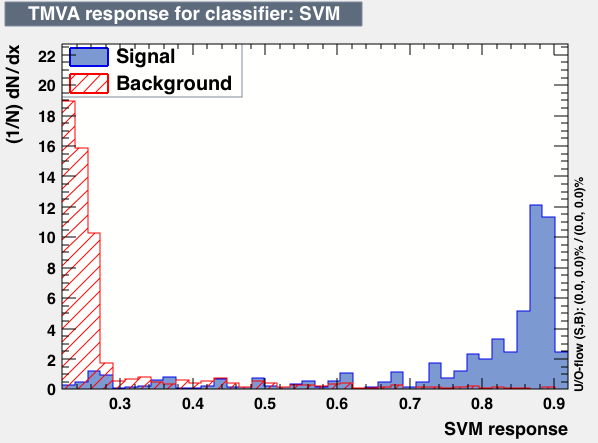 TMVA response for classifier: SVM
(1/N) dN/dx
22
20
18
16
14
12
10
8
6
4
2
0
Signal
Background
0.3 0.4 0.5 0.6 0.7 0.8 0.9
SVM response
U/O-flow (S,B): (0.0, 0.0)% / (0.0, 0.0)%